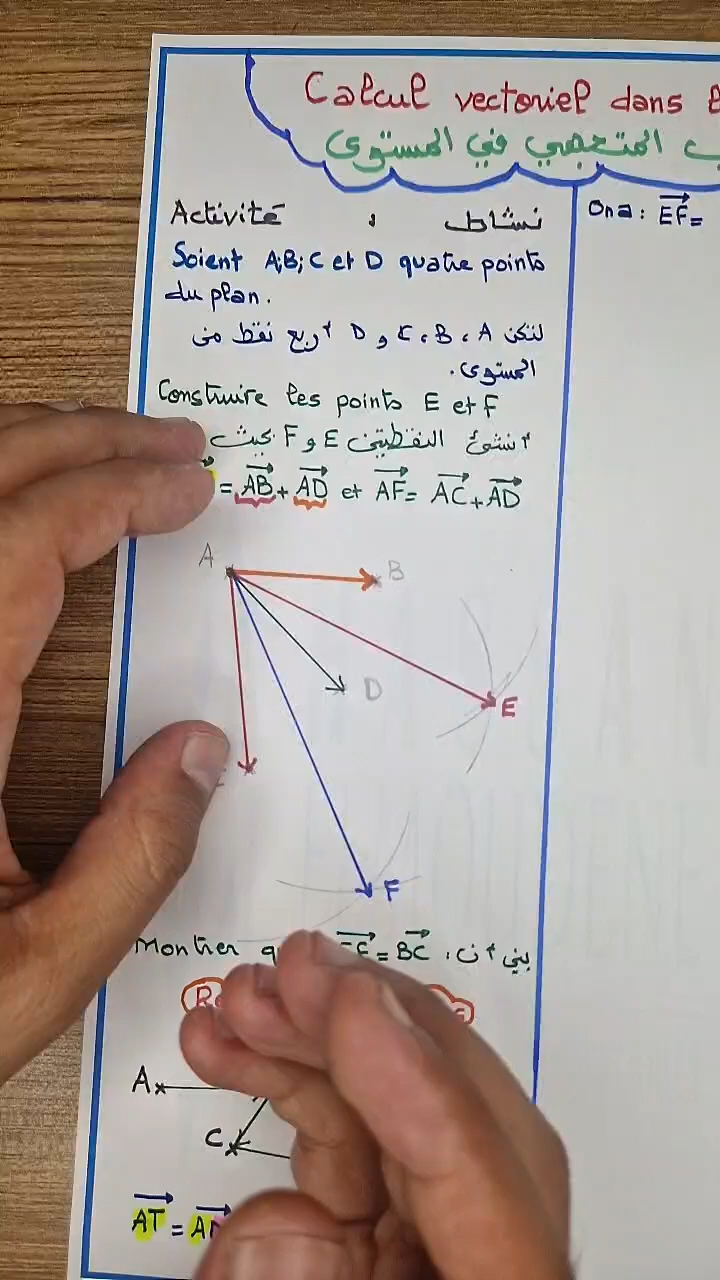 Calcul vectoriel dans
المتجهي في المستوى
Activité : نشاط
Soient A;B;C et D quatre points
du plan.
لتكن A ، B ، C و D أربع نقط من
المستوى.
Construire les points E et F
أنشئ النقطتين E و F بحيث
= AB + AD et AF = AC + AD
A
B
D
E
F
Montrer EF = BC ، بين أن
A
C
AT =
On a : EF =